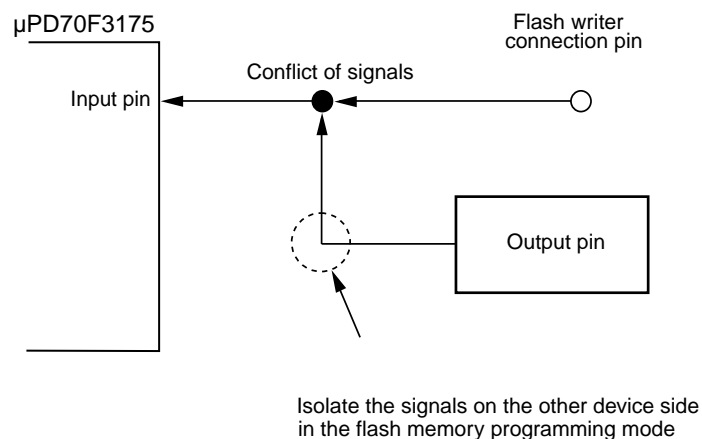 µPD70F3175
Flash writer
connection pin
Conflict of signals
Input pin
Output pin
Isolate the signals on the other device side
in the flash memory programming mode